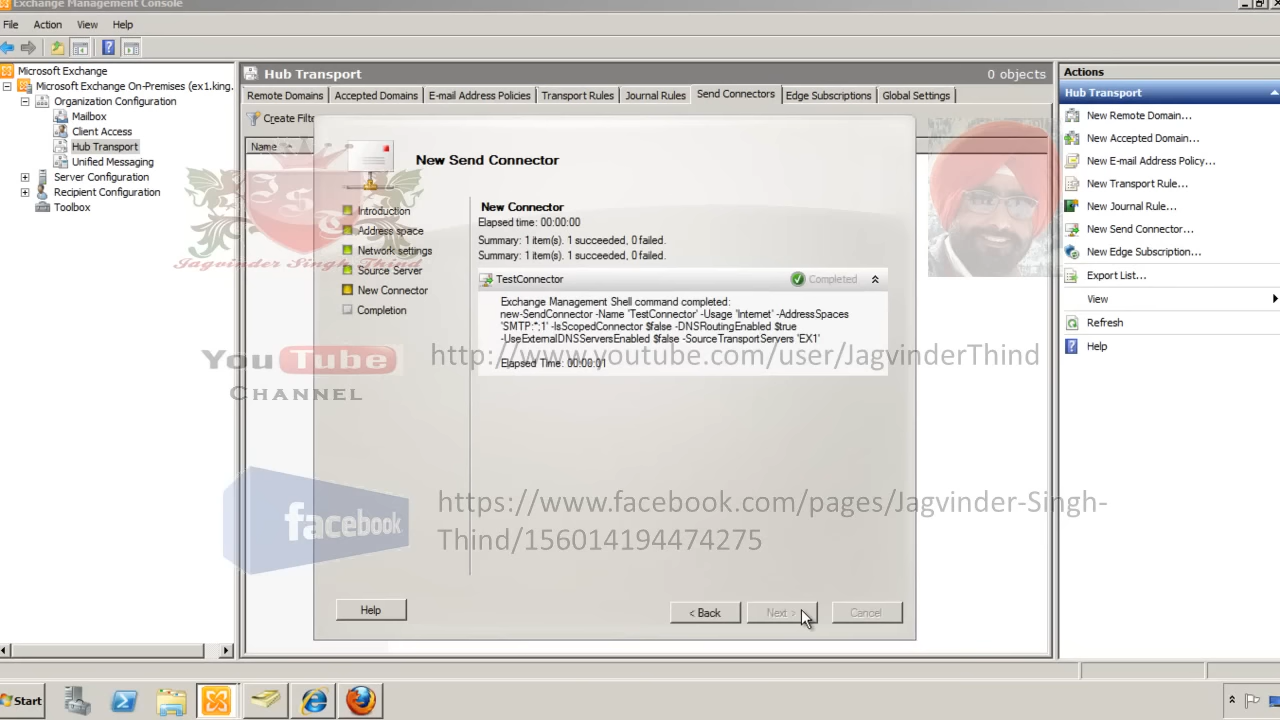 Exchange Management Console
File Action View Help
Microsoft Exchange
Microsoft Exchange On-Premises (ex1.king.
Organization Configuration
Mailbox
Client Access
Hub Transport
Unified Messaging
Server Configuration
Recipient Configuration
Toolbox
Hub Transport
0 objects
Remote Domains Accepted Domains E-mail Address Policies Transport Rules Journal Rules Send Connectors Edge Subscriptions Global Settings
Create Filte
Name
New Send Connector
Introduction
Address space
Network settings
Source Server
New Connector
Completion
New Connector
Elapsed time: 00:00:00
Summary: 1 item(s). 1 succeeded, 0 failed.
Summary: 1 item(s). 1 succeeded, 0 failed.
TestConnector
Completed
Exchange Management Shell command completed:
new-SendConnector -Name 'TestConnector' -Usage 'Internet' -AddressSpaces
'SMTP:*;1' -IsScopedConnector $false -DNSRoutingEnabled $true
-UseExternalDNSServersEnabled $false -SourceTransportServers 'EX1'
Elapsed Time: 00:00:01
Help
< Back
Next >
Cancel
Actions
Hub Transport
New Remote Domain...
New Accepted Domain...
New E-mail Address Policy...
New Transport Rule...
New Journal Rule...
New Send Connector...
New Edge Subscription...
Export List...
View
Refresh
Help
Jagvinder Singh Thind
YouTube
CHANNEL
http://www.youtube.com/user/JagvinderThind
facebook
https://www.facebook.com/pages/Jagvinder-Singh-
Thind/156014194474275
Start